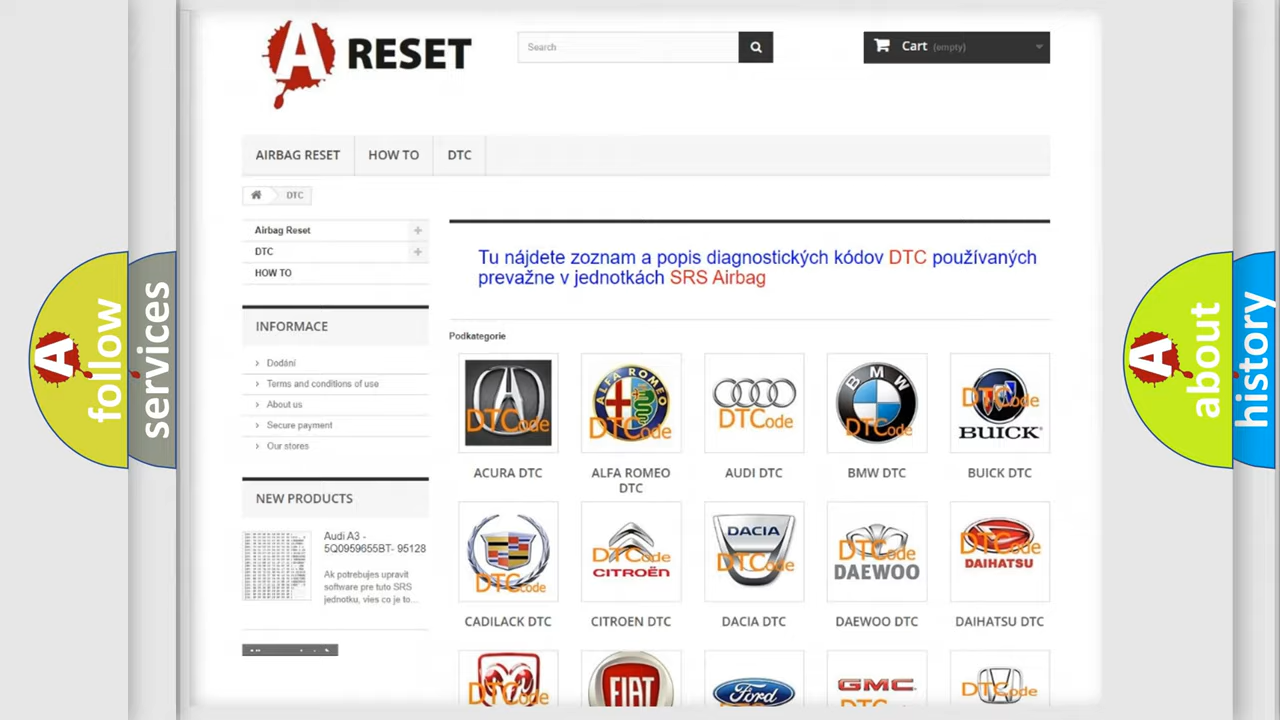 A RESET
Search
Cart (empty)
AIRBAG RESET
HOW TO
DTC
DTC
Airbag Reset
DTC
HOW TO
INFORMACE
Dodání
Terms and conditions of use
About us
Secure payment
Our stores
NEW PRODUCTS
Audi A3 -
5Q0959655BT- 95128
Ak potrebujes upravit
software pre tuto SRS
jednotku, vies co je to...
Tu nájdete zoznam a popis diagnostických kódov DTC používaných
prevažne v jednotkách SRS Airbag
Podkategorie
DTCode
ALFA ROMEO
DTCode
DTCode
BMW
DTCode
DTCode
BUICK
ACURA DTC
ALFA ROMEO
DTC
AUDI DTC
BMW DTC
BUICK DTC
DTCode
DTCode
CITROËN
DACIA
DTCode
DTCode
DAEWOO
DTCode
DAIHATSU
CADILACK DTC
CITROEN DTC
DACIA DTC
DAEWOO DTC
DAIHATSU DTC
DTCode
FIAT
Ford
GMC
DTCode
A follow
services
A about
history